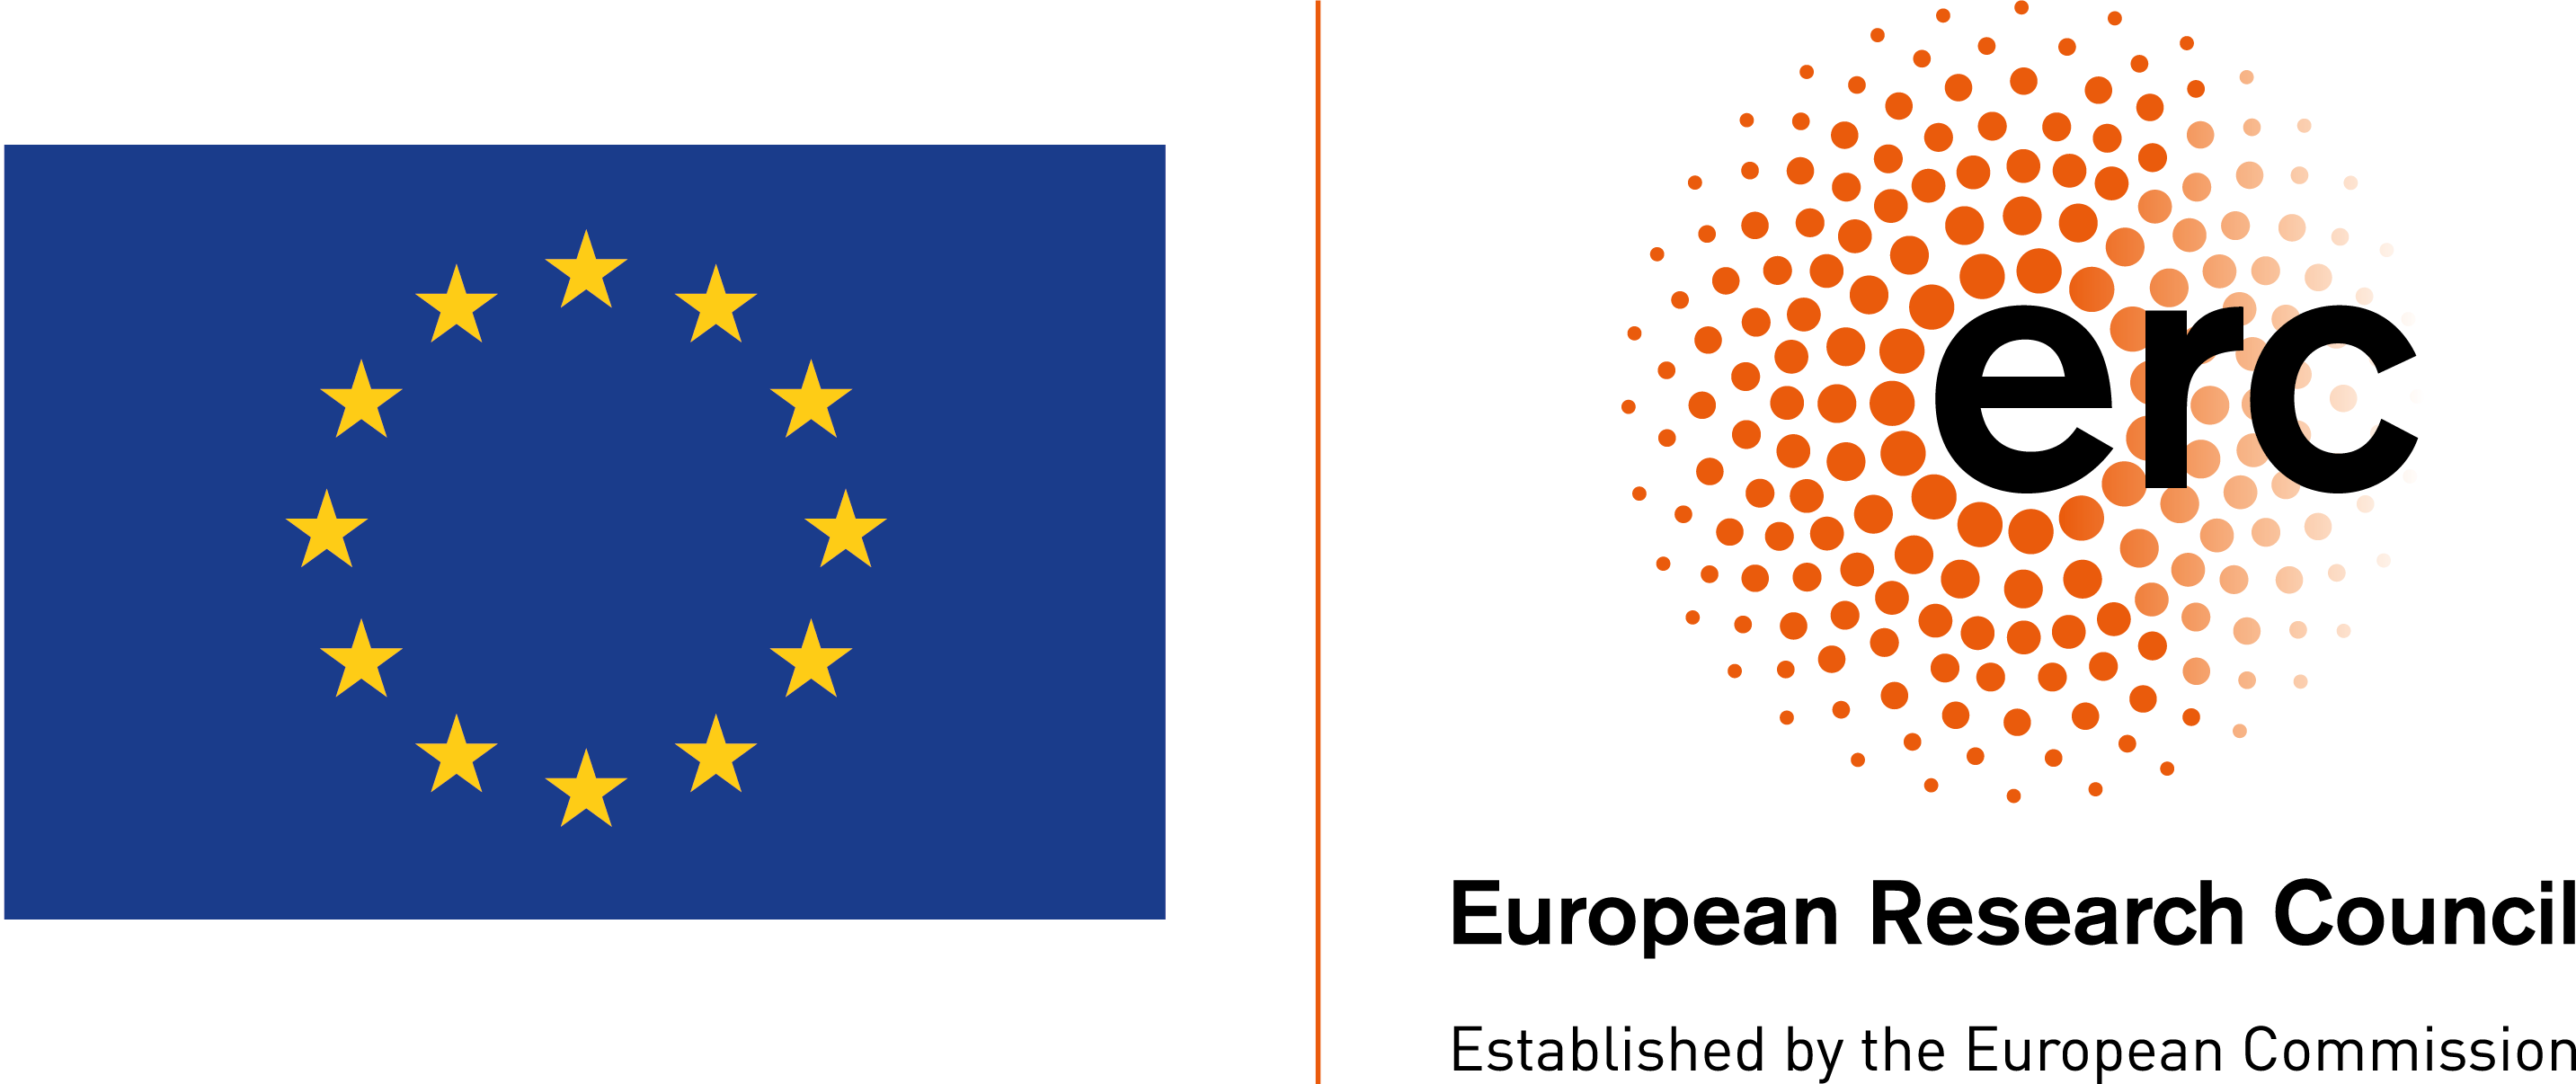 erc
European Research Council
Established by the European Commission